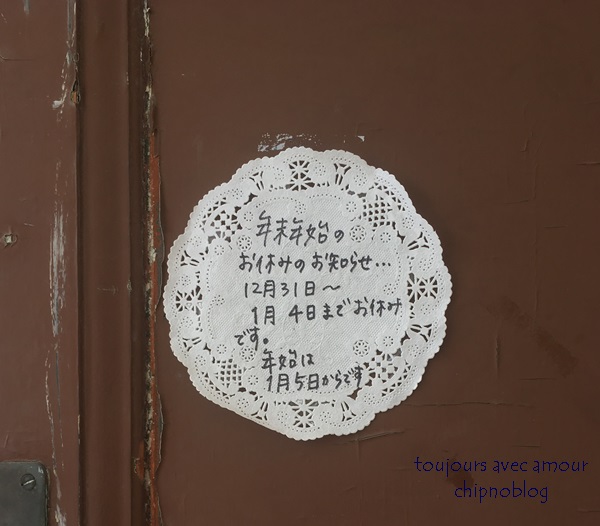 年末年始の
お休みのお知らせ…
12月31日～
1月4日までお休み
です。
年始は
1月5日からです
toujours avec amour
chipnoblog